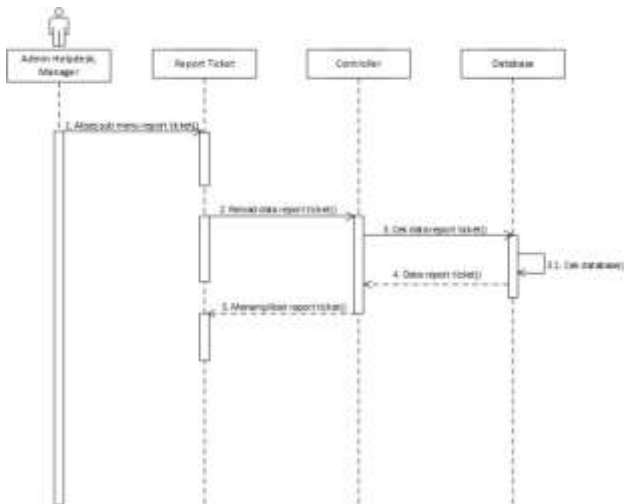 Admin Helpdesk,
Manager
Report Ticket
Controller
Database
1. Akses sub menu report ticket()
2. Reload data report ticket()
3. Cek data report ticket()
3.1. Cek database()
4. Data report ticket()
5. Menampilkan report ticket()